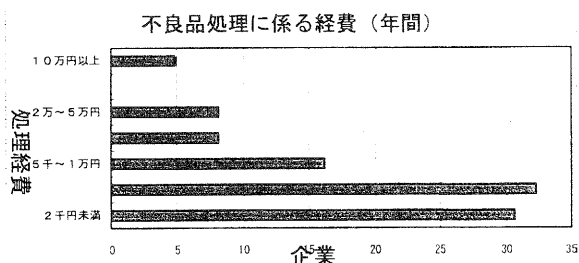 不良品処理に係る経費（年間）
１０万円以上
２万～５万円
５千～１万円
２千円未満
処理経費
0 5 10 15 20 25 30 35
企業